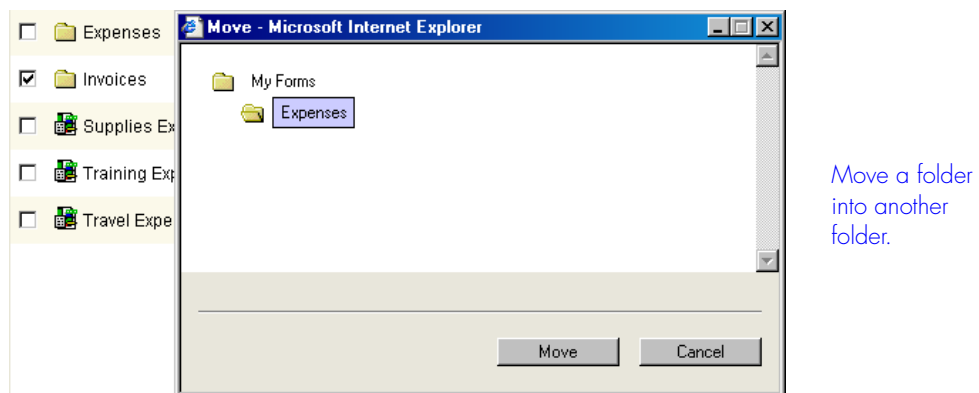 Expenses
Invoices
Supplies Ex
Training Exp
Travel Expe
Move - Microsoft Internet Explorer
My Forms
Expenses
Move
Cancel
Move a folder
into another
folder.